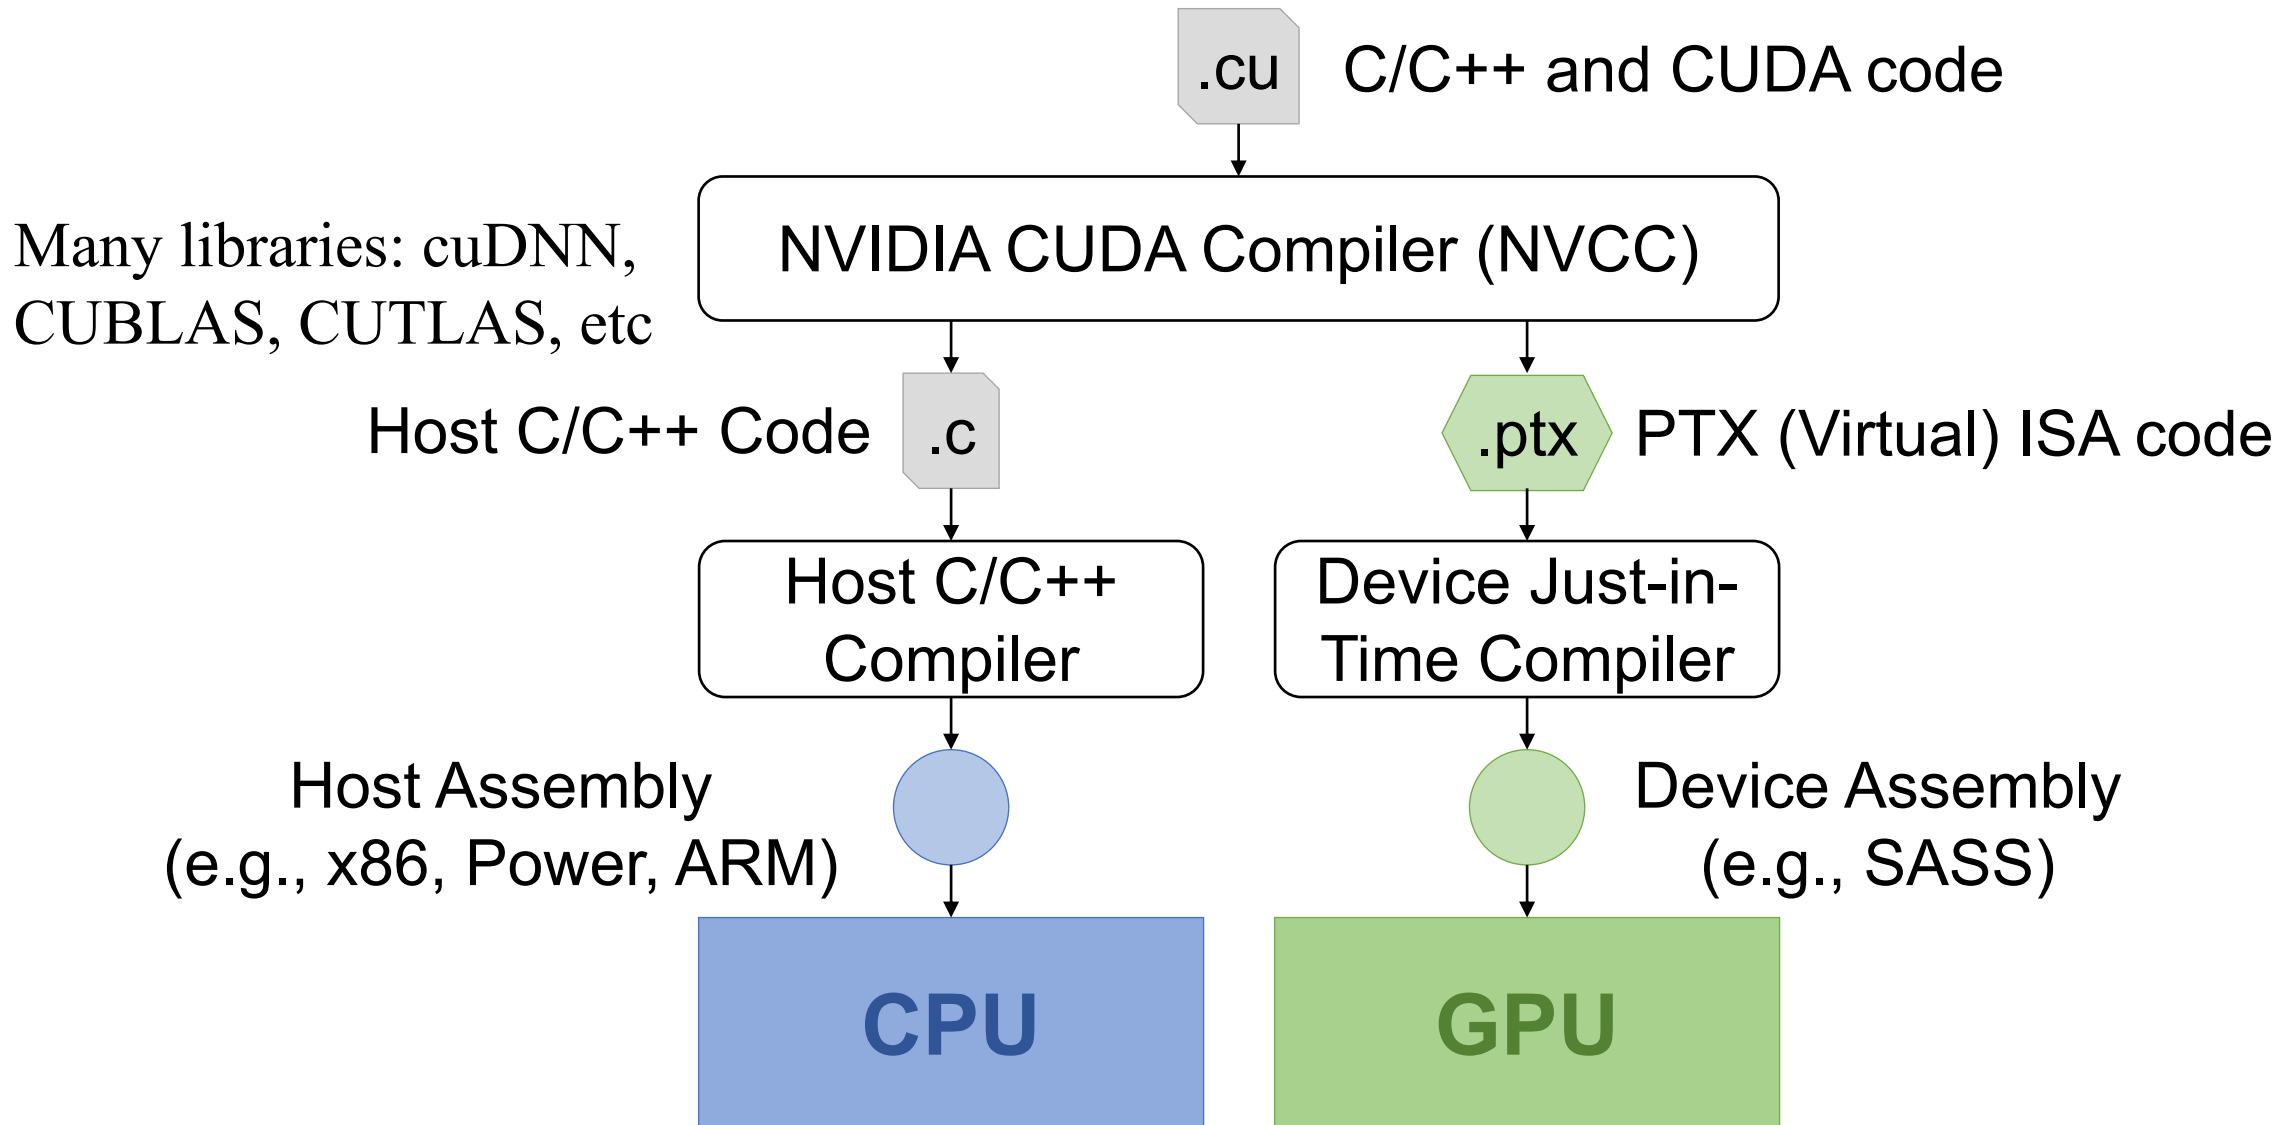 .cu
C/C++ and CUDA code
Many libraries: cuDNN,
CUBLAS, CUTLAS, etc
NVIDIA CUDA Compiler (NVCC)
Host C/C++ Code
.c
.ptx
PTX (Virtual) ISA code
Host C/C++
Compiler
Device Just-in-
Time Compiler
Host Assembly
(e.g., x86, Power, ARM)
Device Assembly
(e.g., SASS)
CPU
GPU